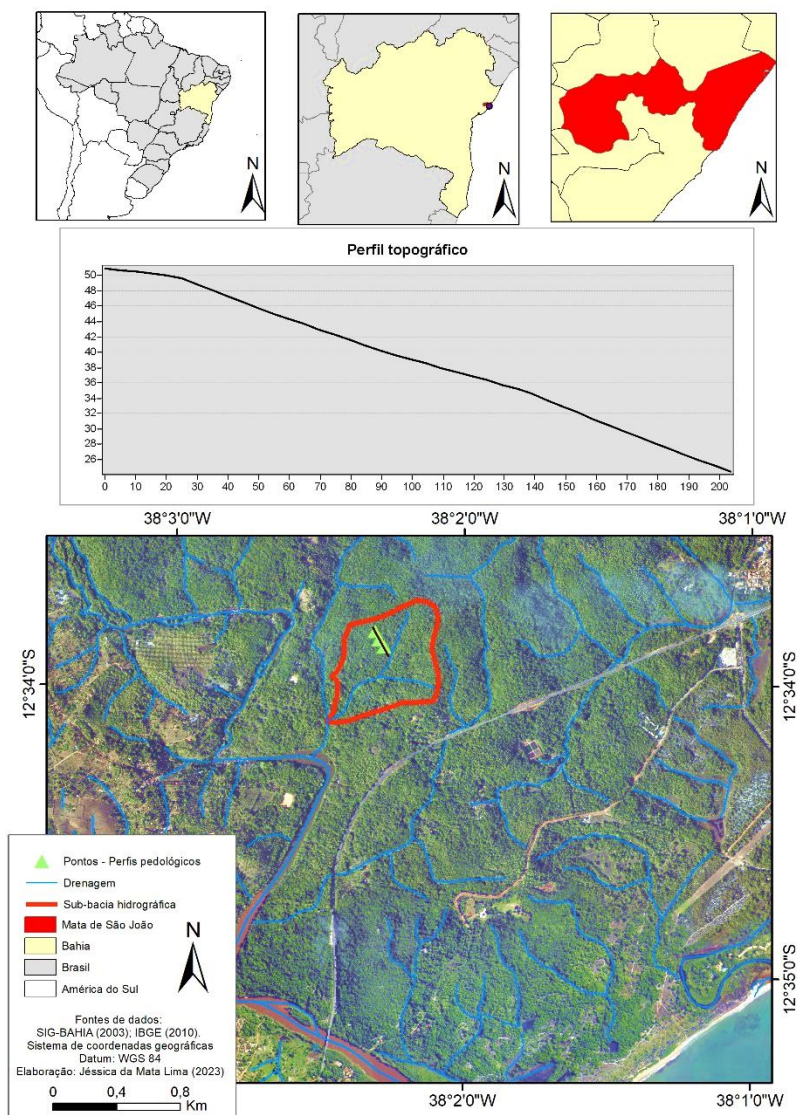 N
N
N
Perfil topográfico
50
48
46
44
42
40
38
36
34
32
30
28
26
0 10 20 30 40 50 60 70 80 90 100 110 120 130 140 150 160 170 180 190 200
38°3'0"W 38°2'0"W 38°1'0"W
12°34'0"S 12°34'0"S
Pontos - Perfis pedológicos
Drenagem
Sub-bacia hidrográfica
Mata de São João
Bahia
Brasil
América do Sul
N
Fontes de dados:
SIG-BAHIA (2003); IBGE (2010).
Sistema de coordenadas geográficas
Datum: WGS 84
Elaboração: Jéssica da Mata Lima (2023)
0 0,4 0,8
Km
12°35'0"S
38°2'0"W 38°1'0"W